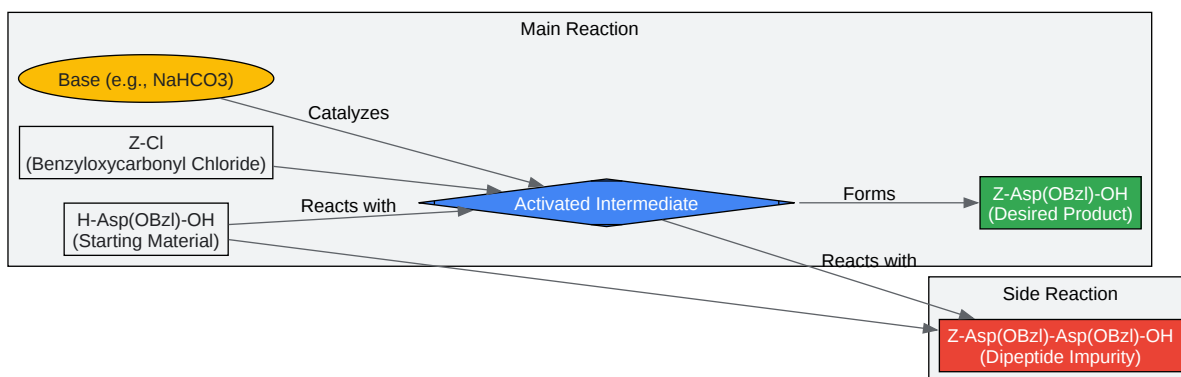 Main Reaction
Base (e.g., NaHCO3)
Catalyzes
Z-Cl
(Benzyloxycarbonyl Chloride)
H-Asp(OBzl)-OH
(Starting Material)
Reacts with
Activated Intermediate
Forms
Z-Asp(OBzl)-OH
(Desired Product)
Reacts with
Side Reaction
Z-Asp(OBzl)-Asp(OBzl)-OH
(Dipeptide Impurity)